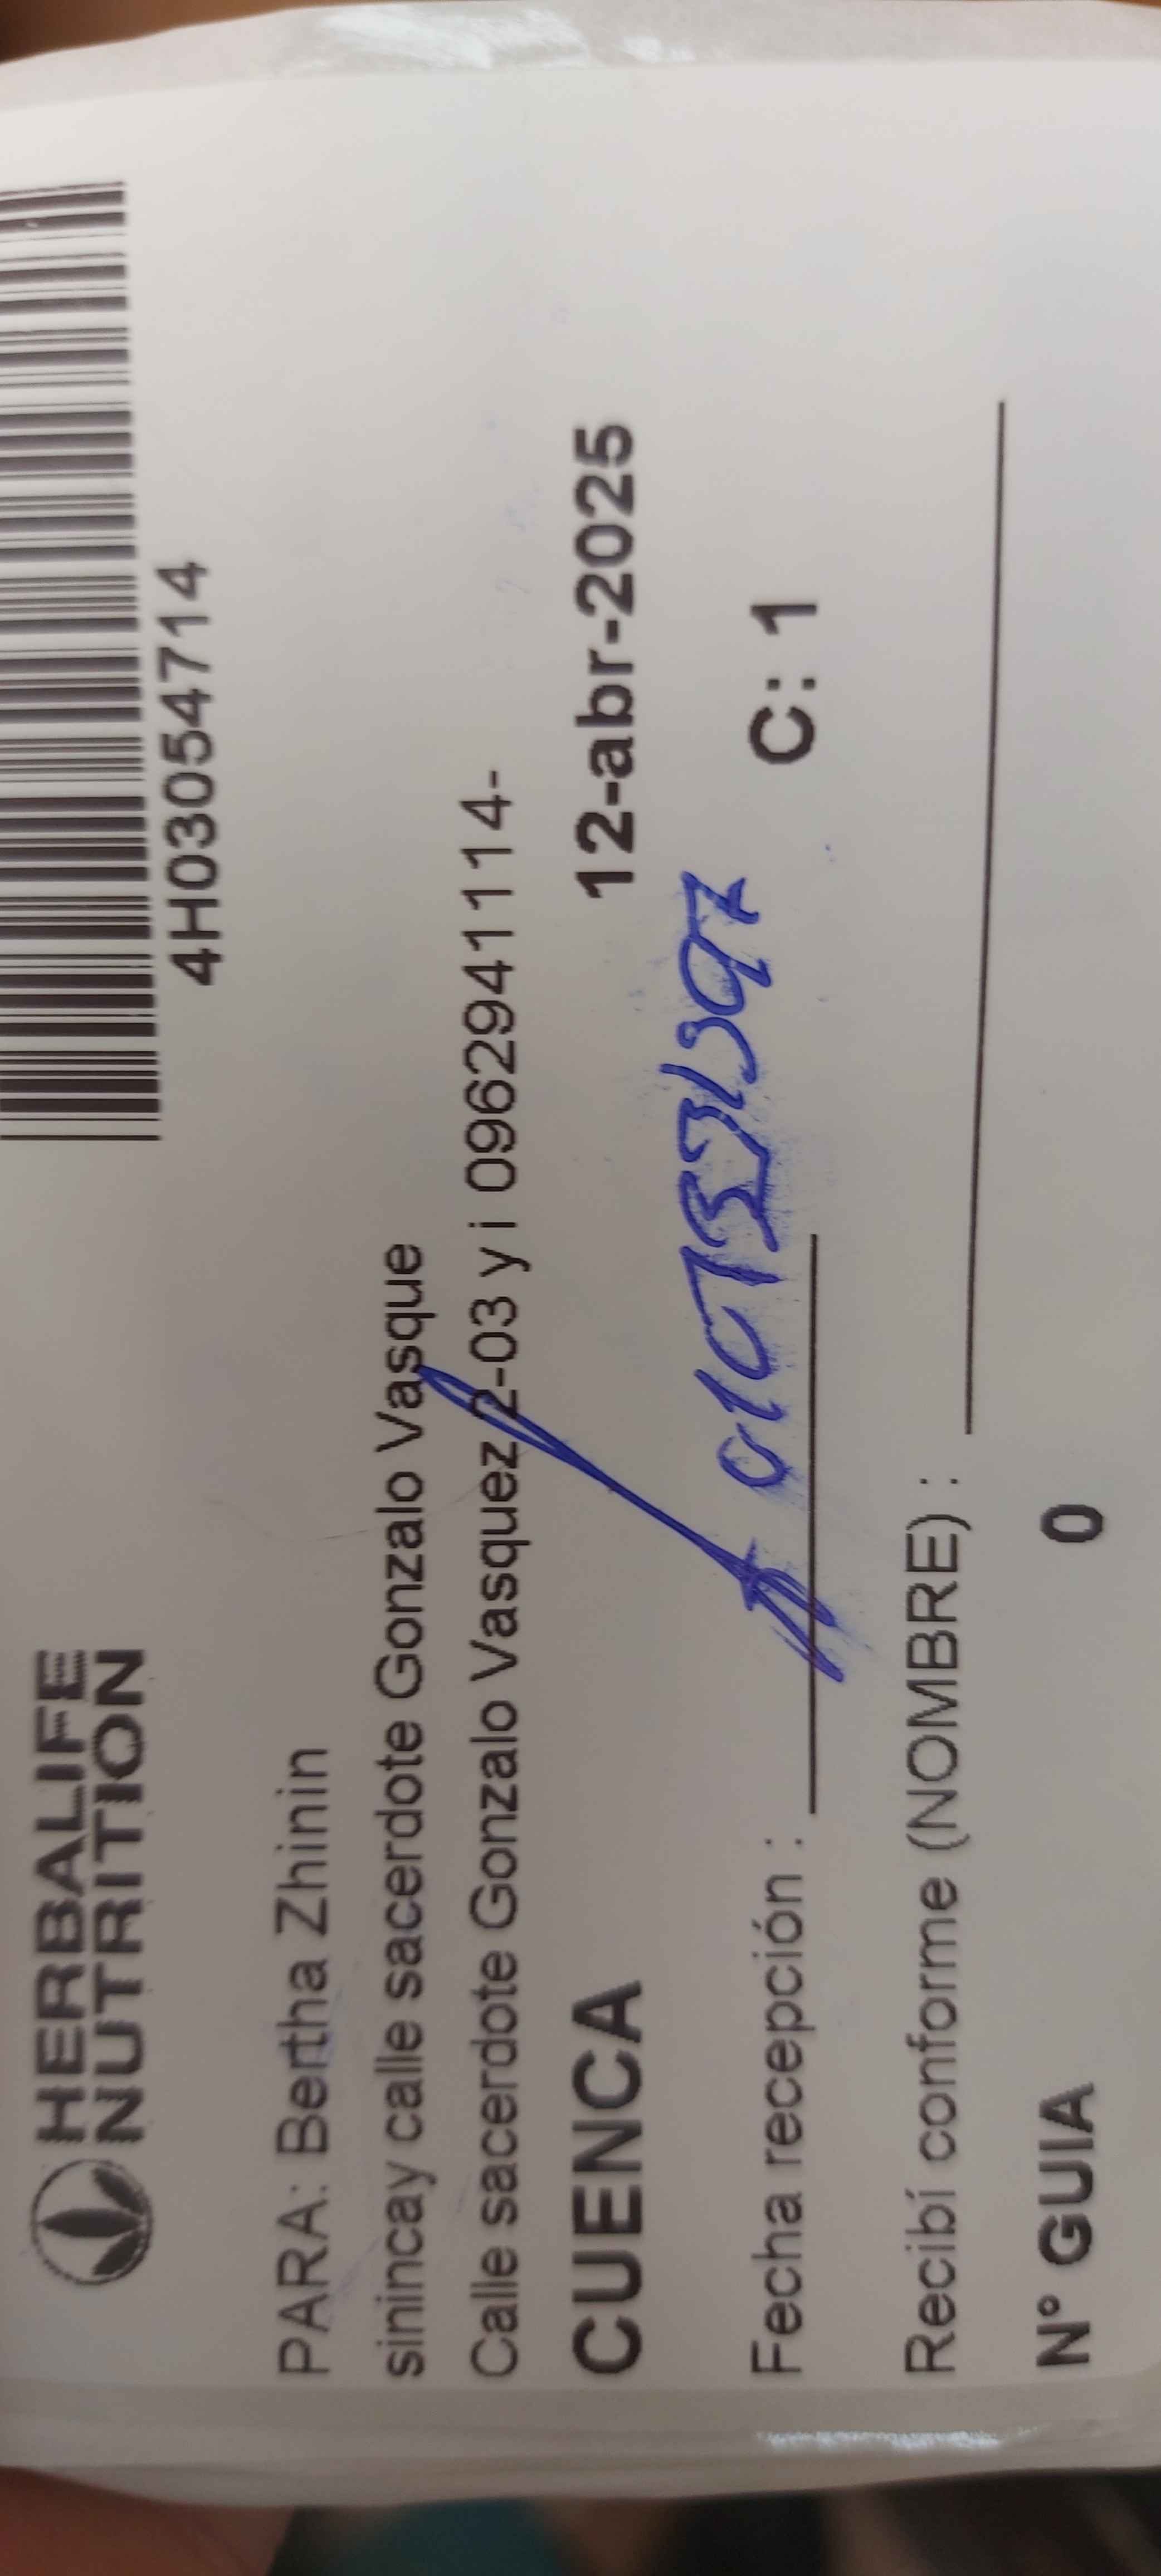 HERBALIFE
NUTRITION
4H03054714
PARA: Bertha Zhinin
sinincay calle sacerdote Gonzalo Vasque
Calle sacerdote Gonzalo Vasquez 2-03 y i 0962941114-
CUENCA 12-abr-2025
Fecha recepción : C: 1
Recibí conforme (NOMBRE) :
N° GUIA 0